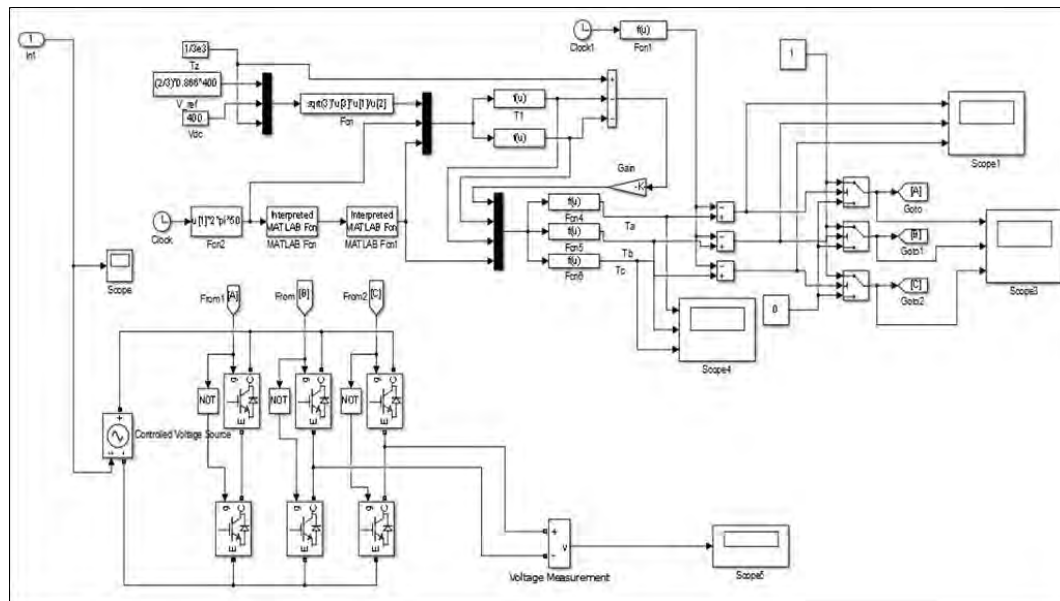 1
In1
1/3e3
Tz
(2/3)*0.866*400
V_ref
400
Vdc
sqrt(3)*u[3]*u[1]/u[2]
Fcn
f(u)
T1
f(u)
Clock1
f(u)
Fcn1
1
Scope1
Gain
-K-
Clock
u[1]*2*pi*50
Fcn2
Interpreted
MATLAB Fcn
MATLAB Fcn
Interpreted
MATLAB Fcn
MATLAB Fcn1
f(u)
Fcn4
f(u)
Fcn5
f(u)
Fcn6
Ta
Tb
Tc
[A]
Goto
[B]
Goto1
[C]
Goto2
0
Scope3
Scope4
Scope
From1 [A]
From [B]
From2 [C]
NOT
NOT
NOT
g
C
E
g
C
E
g
C
E
Controlled Voltage Source
g
C
E
g
C
E
g
C
E
v
Voltage Measurement
Scope5